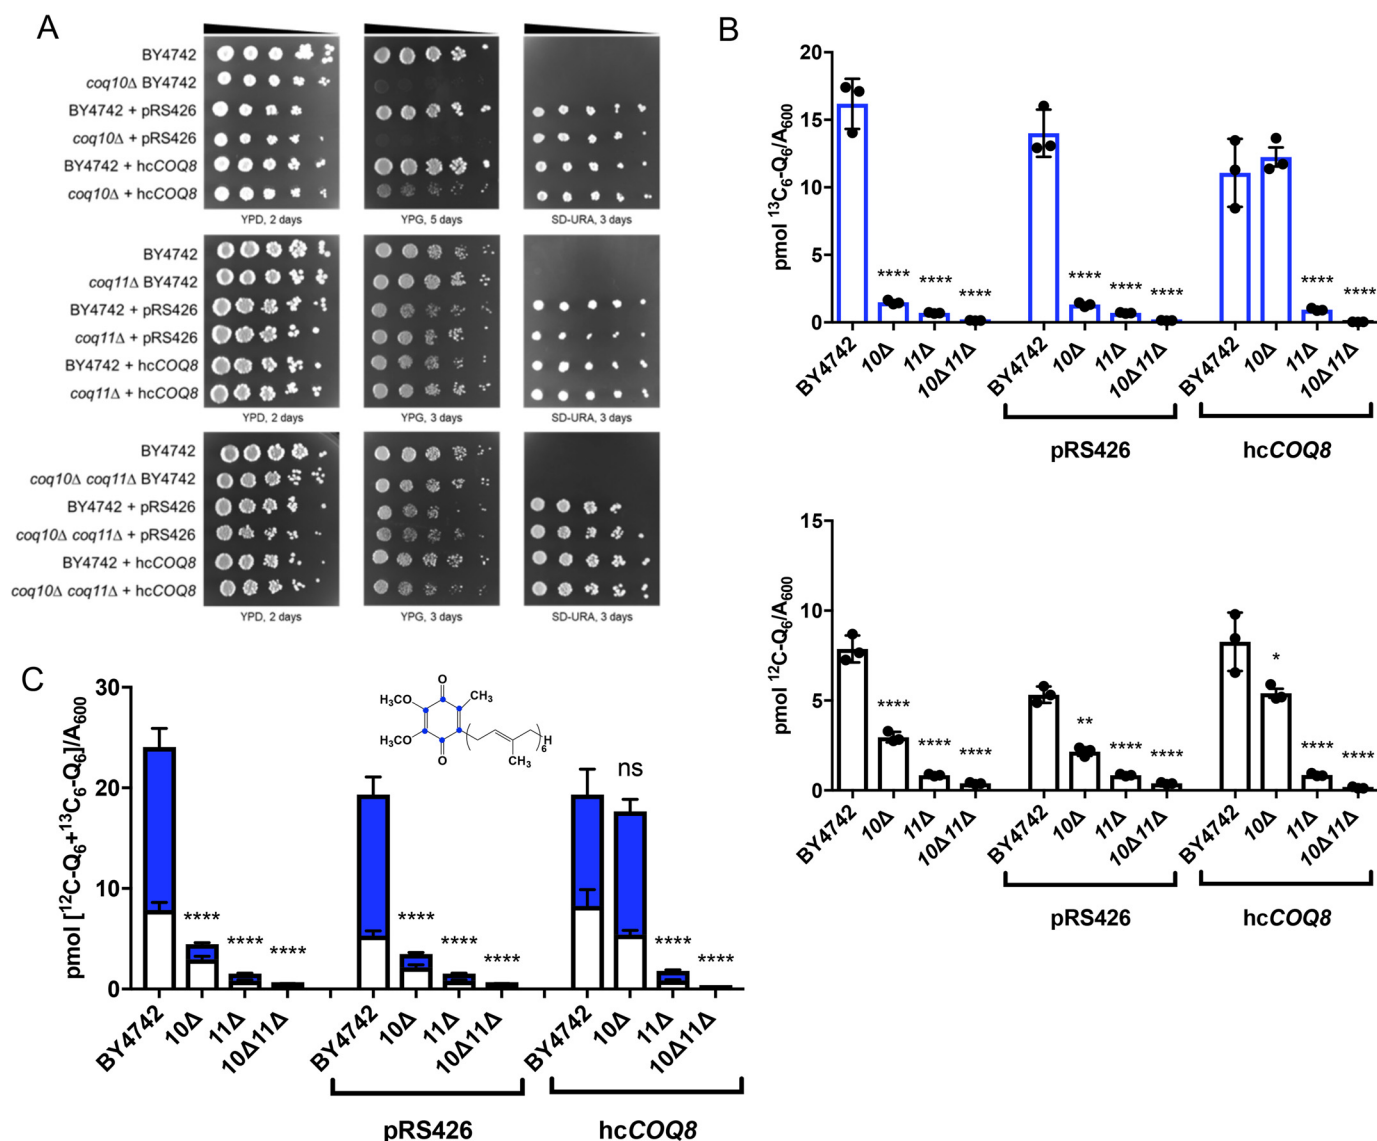 A
BY4742
coq10Δ BY4742
BY4742 + pRS426
coq10Δ + pRS426
BY4742 + hcCOQ8
coq10Δ + hcCOQ8
YPD, 2 days
YPG, 5 days
SD-URA, 3 days
BY4742
coq11Δ BY4742
BY4742 + pRS426
coq11Δ + pRS426
BY4742 + hcCOQ8
coq11Δ + hcCOQ8
YPD, 2 days
YPG, 3 days
SD-URA, 3 days
BY4742
coq10Δ coq11Δ BY4742
BY4742 + pRS426
coq10Δ coq11Δ + pRS426
BY4742 + hcCOQ8
coq10Δ coq11Δ + hcCOQ8
YPD, 2 days
YPG, 3 days
SD-URA, 3 days
B
pmol ¹³C₆-Q₆/A₆₀₀
20
15
10
5
0
**** **** ****
**** **** ****
**** ****
BY4742 10Δ 11Δ 10Δ11Δ
BY4742 10Δ 11Δ 10Δ11Δ
BY4742 10Δ 11Δ 10Δ11Δ
pRS426
hcCOQ8
pmol ¹²C-Q₆/A₆₀₀
15
10
5
0
**** **** ****
** **** ****
* **** ****
BY4742 10Δ 11Δ 10Δ11Δ
BY4742 10Δ 11Δ 10Δ11Δ
BY4742 10Δ 11Δ 10Δ11Δ
pRS426
hcCOQ8
C
pmol [¹²C-Q₆+¹³C₆-Q₆]/A₆₀₀
30
20
10
0
O
H₃CO
CH₃
H₃CO
O
CH₃
6
H
**** **** ****
**** **** ****
ns **** ****
BY4742 10Δ 11Δ 10Δ11Δ
BY4742 10Δ 11Δ 10Δ11Δ
BY4742 10Δ 11Δ 10Δ11Δ
pRS426
hcCOQ8